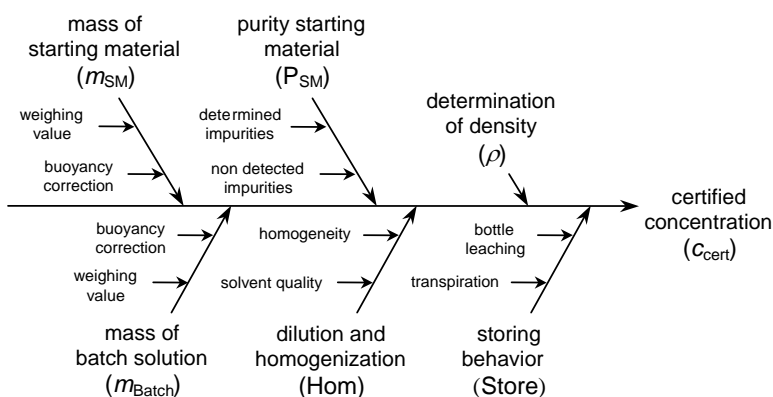 mass of
starting material
(mSM)
purity starting
material
(PSM)
determination
of density
(ρ)
weighing
value
buoyancy
correction
determined
impurities
non detected
impurities
certified
concentration
(ccert)
buoyancy
correction
weighing
value
homogeneity
solvent quality
bottle
leaching
transpiration
mass of
batch solution
(mBatch)
dilution and
homogenization
(Hom)
storing
behavior
(Store)